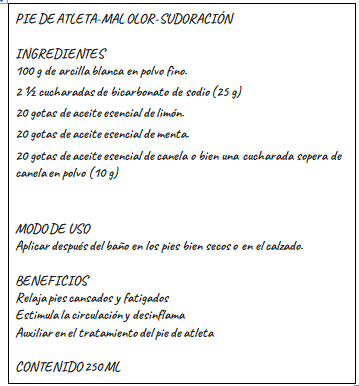 PIE DE ATLETA-MAL OLOR-SUDORACIÓN
INGREDIENTES
100 g de arcilla blanca en polvo fino.
2 ½ cucharadas de bicarbonato de sodio (25 g)
20 gotas de aceite esencial de limón.
20 gotas de aceite esencial de menta.
20 gotas de aceite esencial de canela o bien una cucharada sopera de
canela en polvo (10 g)
MODO DE USO
Aplicar después del baño en los pies bien secos o en el calzado.
BENEFICIOS
Relaja pies cansados y fatigados
Estimula la circulación y desinflama
Auxiliar en el tratamiento del pie de atleta
CONTENIDO 250 ML